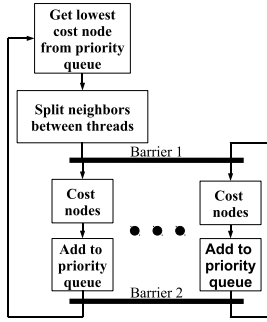 Get lowest
cost node
from priority
queue
Split neighbors
between threads
Barrier 1
Cost
nodes
Cost
nodes
Add to
priority
queue
Add to
priority
queue
Barrier 2